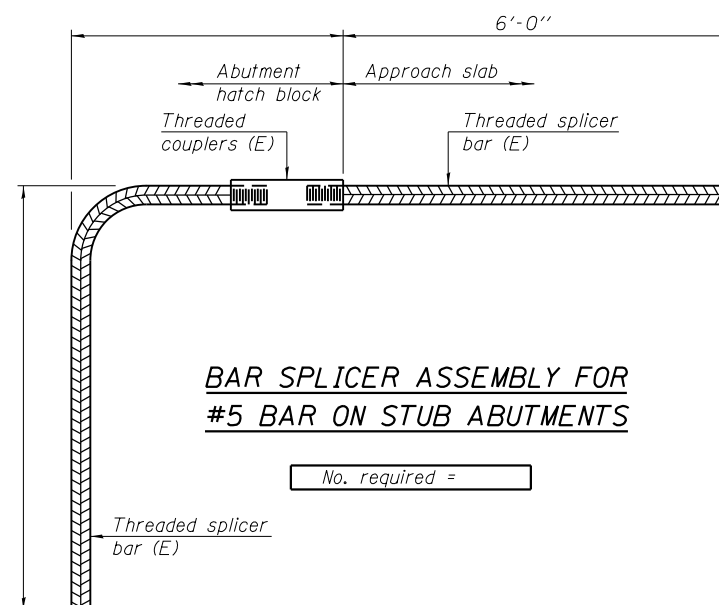 6'-0"
Abutment
hatch block
Approach slab
Threaded
couplers (E)
Threaded splicer
bar (E)
BAR SPLICER ASSEMBLY FOR
#5 BAR ON STUB ABUTMENTS
No. required =
Threaded splicer
bar (E)